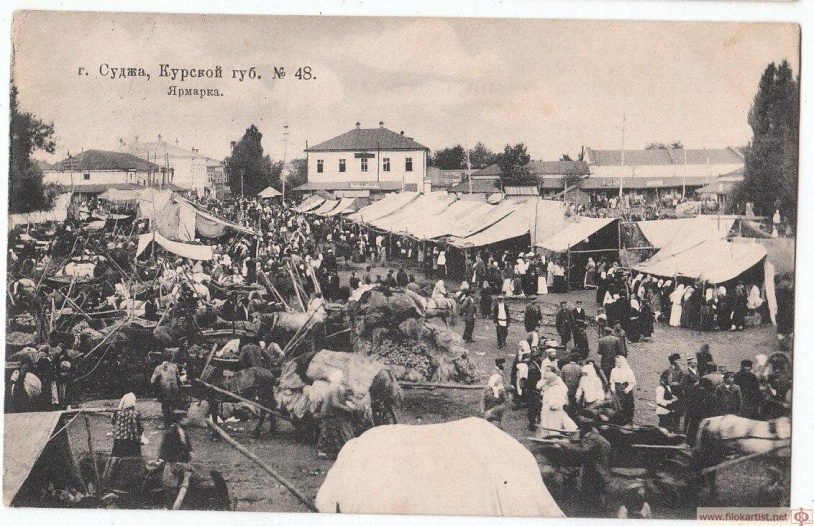 г. Суджа, Курской губ. № 48.
Ярмарка.
www.filokartist.net